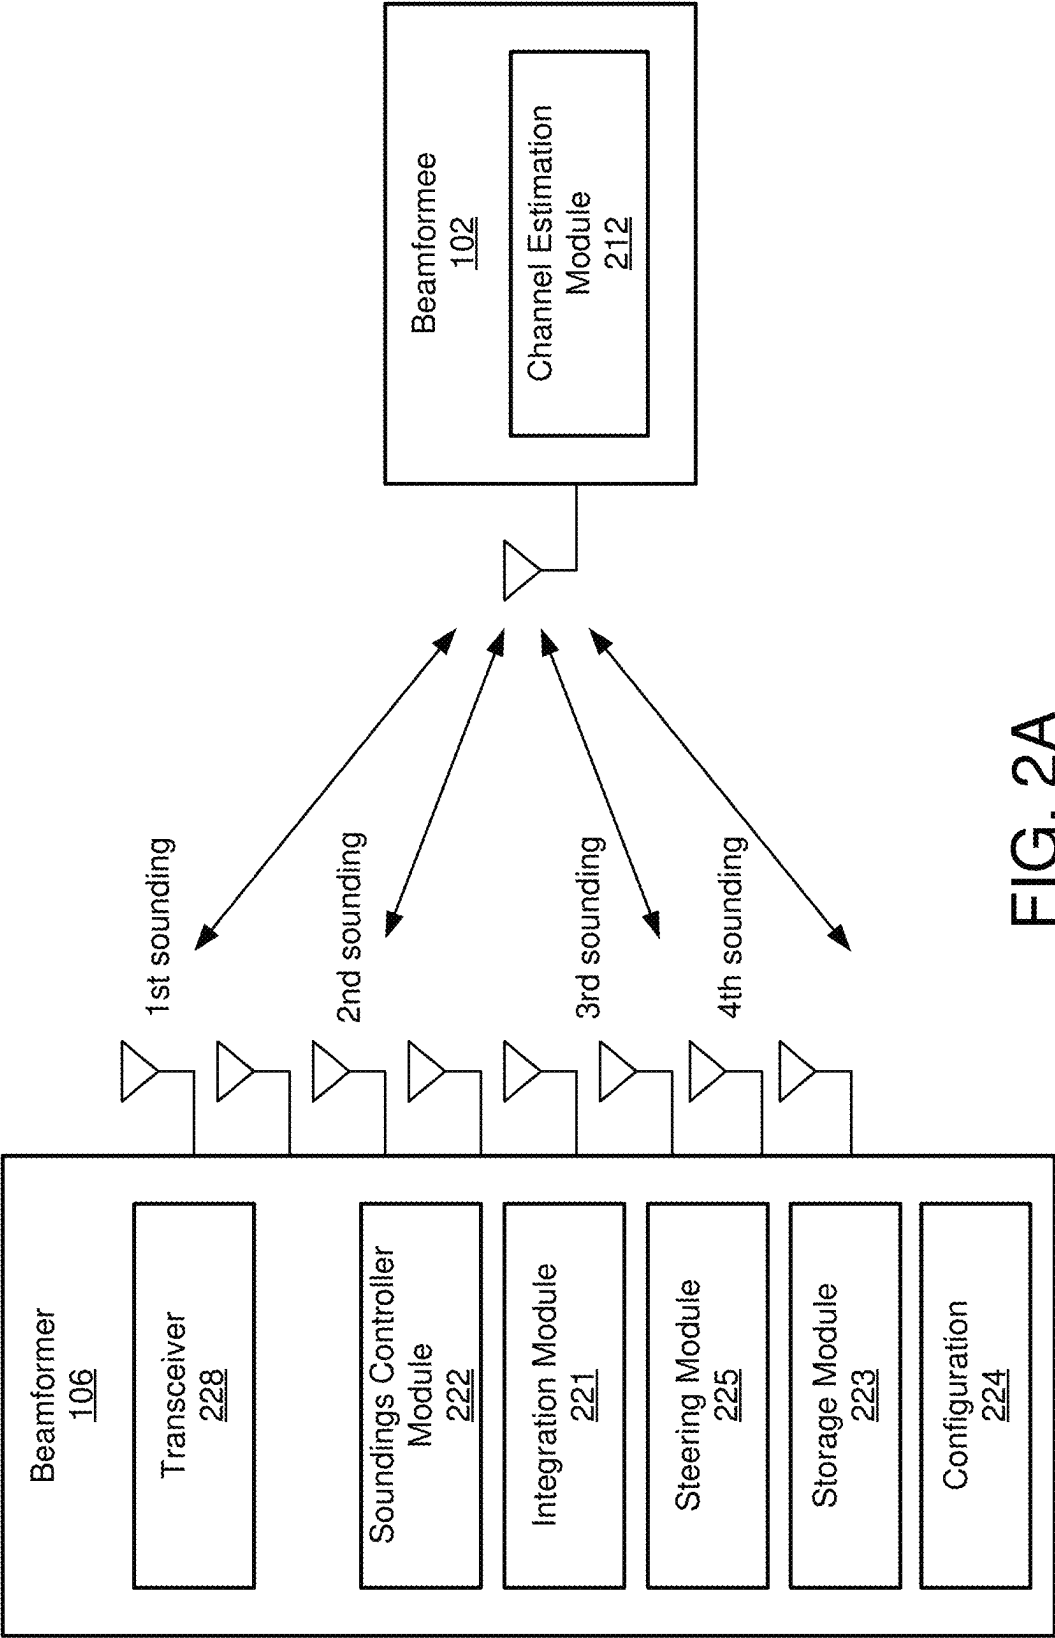 Beamformer
106
Transceiver
228
Soundings Controller
Module
222
Integration Module
221
Steering Module
225
Storage Module
223
Configuration
224
1st sounding
2nd sounding
3rd sounding
4th sounding
Beamformee
102
Channel Estimation
Module
212
FIG. 2A